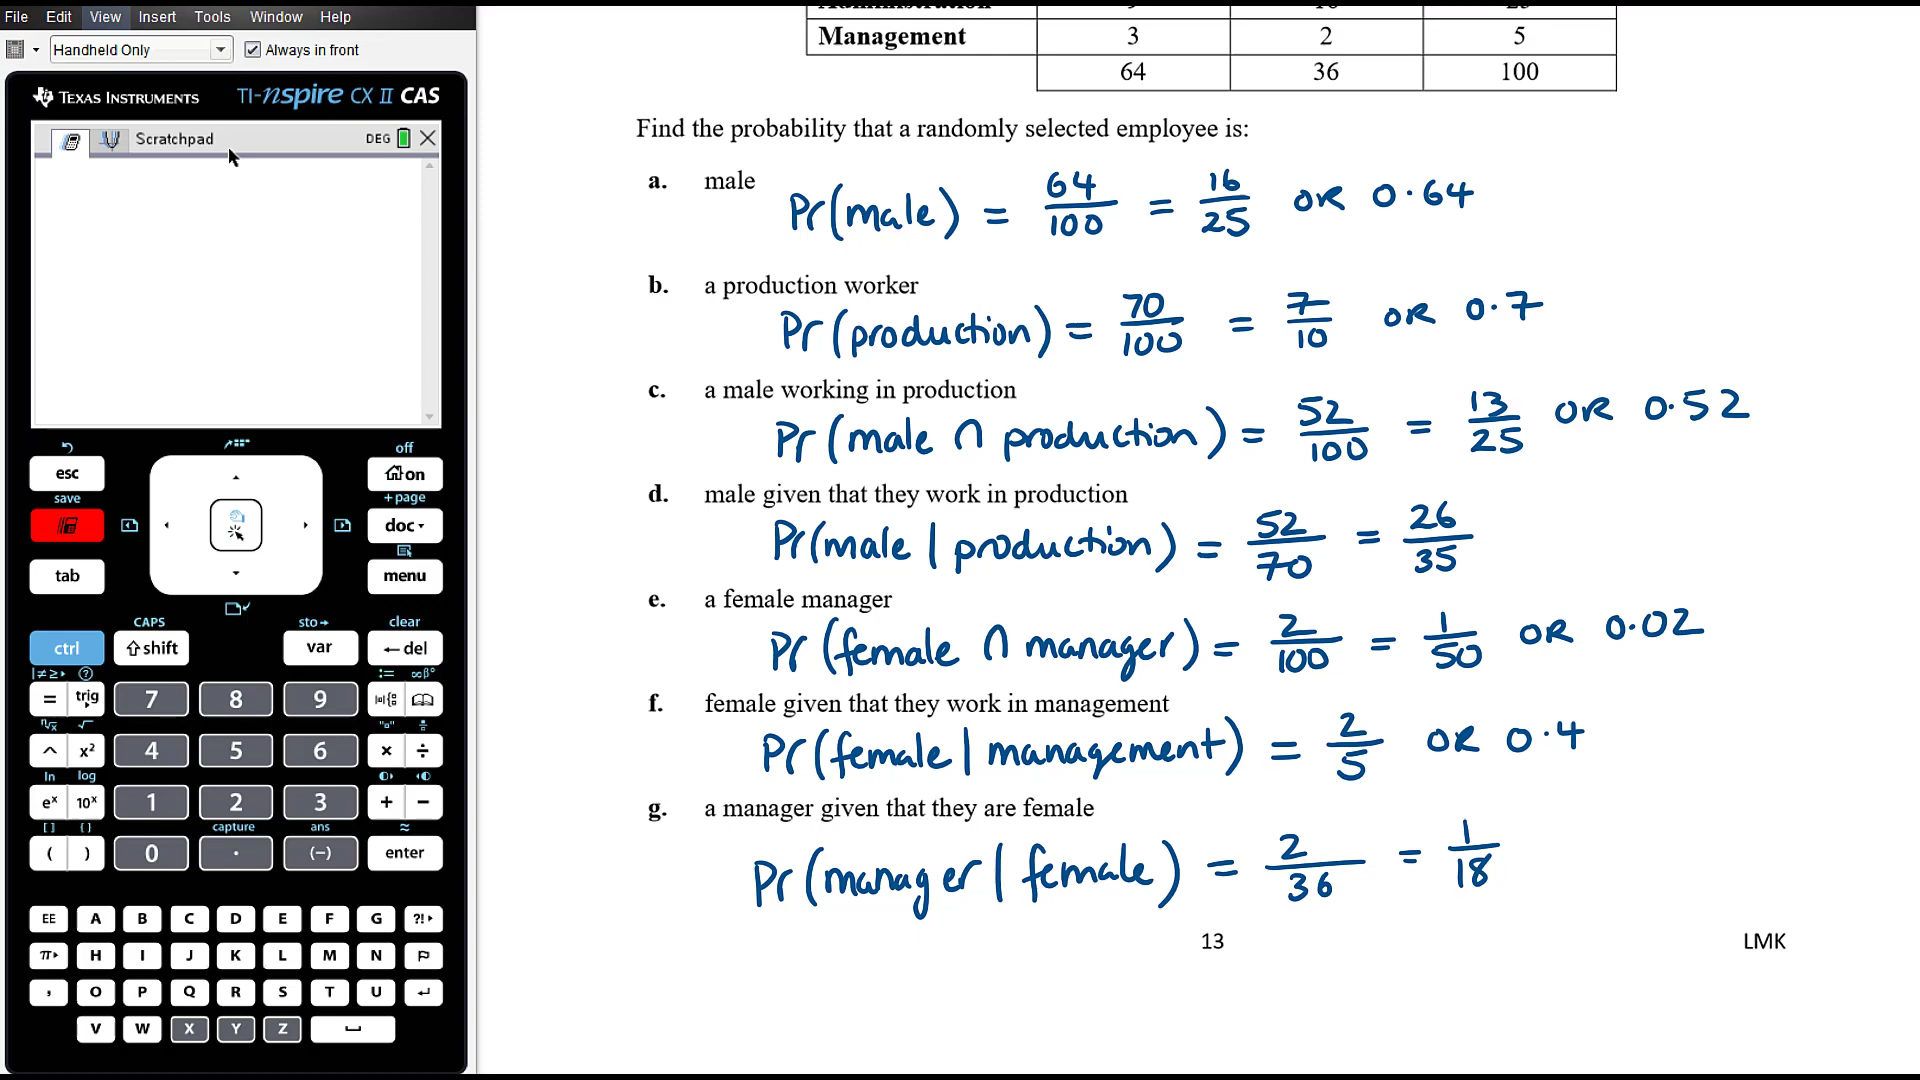 File Edit View Insert Tools Window Help
Handheld Only Always in front
TEXAS INSTRUMENTS TI-nspire CX II CAS
Scratchpad DEG
off
esc on
save + page
doc
tab menu
CAPS sto→ clear
ctrl ⇧shift var ←del
|≠≥▸ ? := ∞β°
= trig 7 8 9 |▫|{
ⁿ√x √ "▫"
^ x² 4 5 6 × ÷
ln log
eˣ 10ˣ 1 2 3 + −
[ ] { } capture ans ≈
( ) 0 . (−) enter
EE A B C D E F G ?!▸
π▸ H I J K L M N
, O P Q R S T U ↵
V W X Y Z
Management 3 2 5
64 36 100
Find the probability that a randomly selected employee is:
a. male
Pr(male) = 64/100 = 16/25 OR 0.64
b. a production worker
Pr(production) = 70/100 = 7/10 OR 0.7
c. a male working in production
Pr(male ∩ production) = 52/100 = 13/25 OR 0.52
d. male given that they work in production
Pr(male | production) = 52/70 = 26/35
e. a female manager
Pr(female ∩ manager) = 2/100 = 1/50 OR 0.02
f. female given that they work in management
Pr(female | management) = 2/5 OR 0.4
g. a manager given that they are female
Pr(manager | female) = 2/36 = 1/18
13 LMK